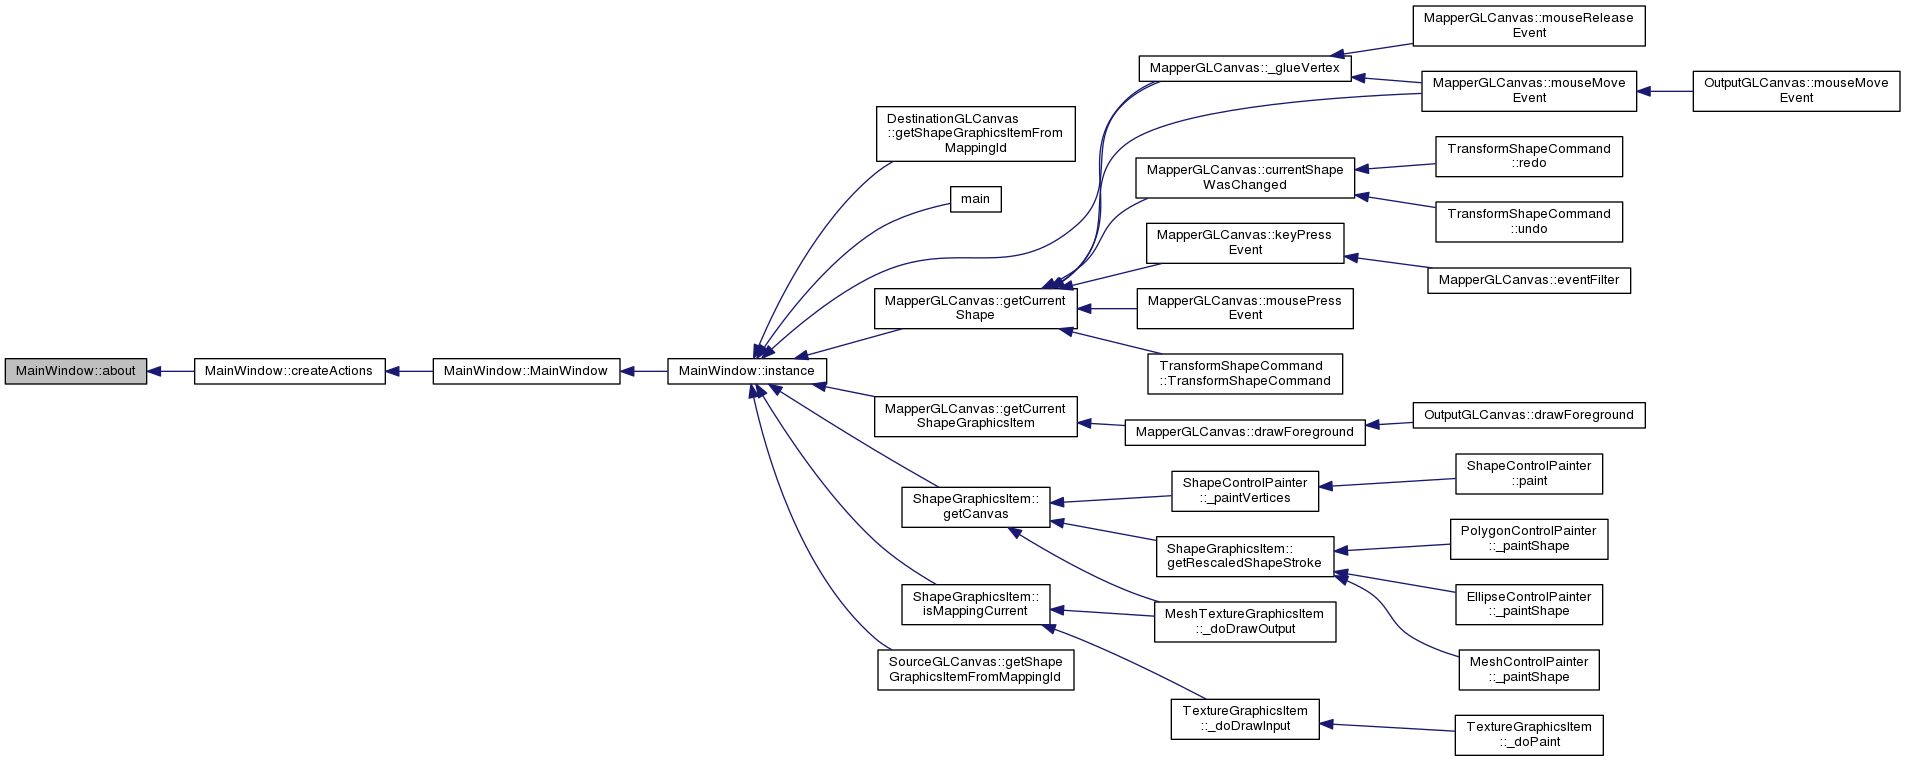 MainWindow::about
MainWindow::createActions
MainWindow::MainWindow
MainWindow::instance
DestinationGLCanvas
::getShapeGraphicsItemFrom
MappingId
main
MapperGLCanvas::getCurrent
Shape
MapperGLCanvas::getCurrent
ShapeGraphicsItem
ShapeGraphicsItem::
getCanvas
ShapeGraphicsItem::
isMappingCurrent
SourceGLCanvas::getShape
GraphicsItemFromMappingId
MapperGLCanvas::_glueVertex
MapperGLCanvas::currentShape
WasChanged
MapperGLCanvas::keyPress
Event
MapperGLCanvas::mousePress
Event
TransformShapeCommand
::TransformShapeCommand
MapperGLCanvas::drawForeground
ShapeControlPainter
::_paintVertices
ShapeGraphicsItem::
getRescaledShapeStroke
MeshTextureGraphicsItem
::_doDrawOutput
TextureGraphicsItem
::_doDrawInput
MapperGLCanvas::mouseRelease
Event
MapperGLCanvas::mouseMove
Event
TransformShapeCommand
::redo
TransformShapeCommand
::undo
MapperGLCanvas::eventFilter
OutputGLCanvas::drawForeground
ShapeControlPainter
::paint
PolygonControlPainter
::_paintShape
EllipseControlPainter
::_paintShape
MeshControlPainter
::_paintShape
TextureGraphicsItem
::_doPaint
OutputGLCanvas::mouseMove
Event